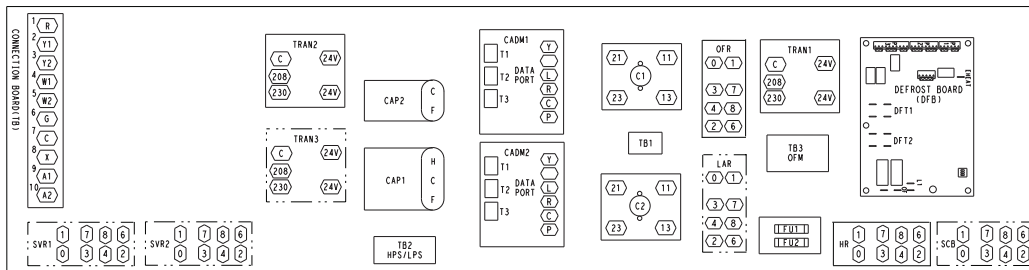 CONNECTION BOARD(TB)
1 R
2 Y1
3 Y2
4 W1
5 W2
6 G
7 C
8 X
9 A1
10 A2
TRAN2
C 24V
208
230 24V
TRAN3
C 24V
208
230 24V
CAP2
C
F
CAP1
H
C
F
TB2
HPS/LPS
CADM1
T1
T2
T3
DATA
PORT
Y
L
R
C
P
CADM2
T1
T2
T3
DATA
PORT
Y
L
R
C
P
21 11
C1
23 13
TB1
21 11
C2
23 13
OFR
0 1
3 7
4 8
2 6
LAR
0 1
3 7
4 8
2 6
TRAN1
C 24V
208
230 24V
TB3
OFM
FU1
FU2
HEAT
DEFROST BOARD
(DFB)
DFT1
DFT2
SVR1
1 7 8 6
0 3 4 2
SVR2
1 7 8 6
0 3 4 2
HR
1 7 8 6
0 3 4 2
SCB
1 7 8 6
0 3 4 2